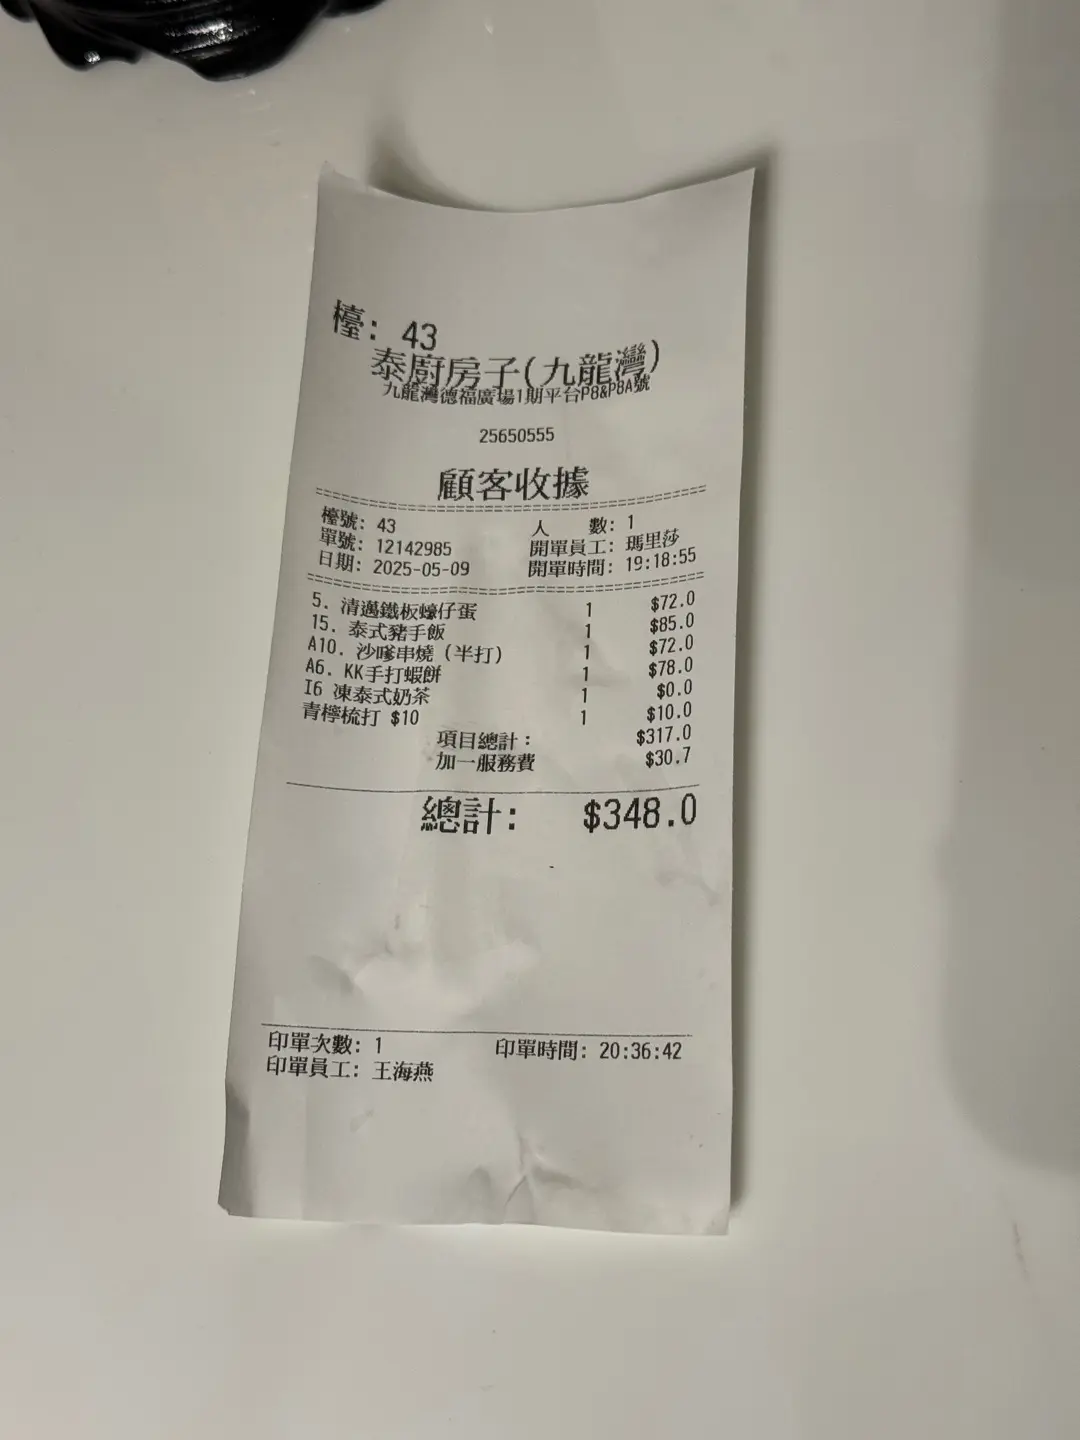 檯: 43
泰廚房子(九龍灣)
九龍灣德福廣場1期平台P8&P8A號
25650555
顧客收據
檯號: 43 人 數: 1
單號: 12142985 開單員工: 瑪里莎
日期: 2025-05-09 開單時間: 19:18:55
5. 清邁鐵板蠔仔蛋 1 $72.0
15. 泰式豬手飯 1 $85.0
A10. 沙嗲串燒 (半打) 1 $72.0
A6. KK手打蝦餅 1 $78.0
I6 凍泰式奶茶 1 $0.0
青檸梳打 $10 1 $10.0
項目總計: $317.0
加一服務費 $30.7
總計: $348.0
印單次數: 1 印單時間: 20:36:42
印單員工: 王海燕